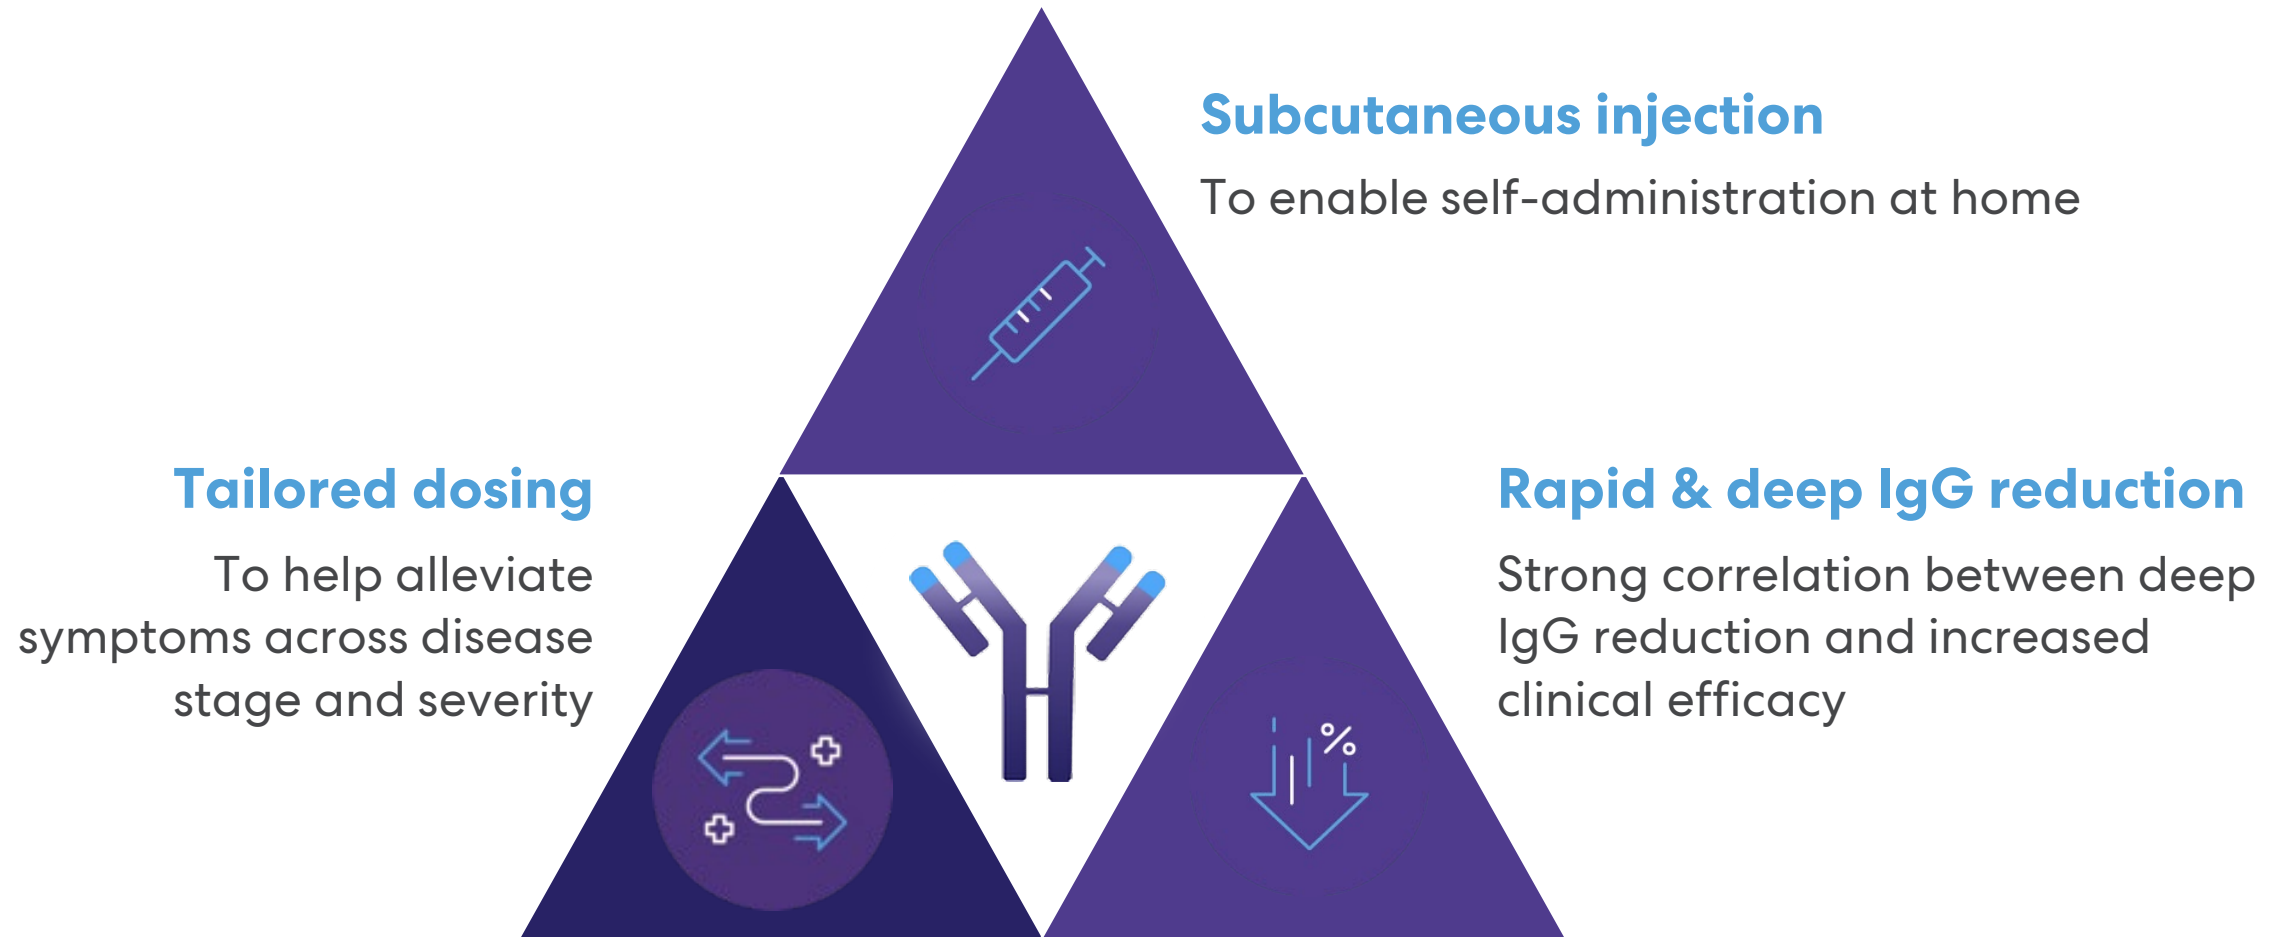 Subcutaneous injection
To enable self-administration at home
Tailored dosing
To help alleviate
symptoms across disease
stage and severity
Rapid & deep IgG reduction
Strong correlation between deep
IgG reduction and increased
clinical efficacy
%